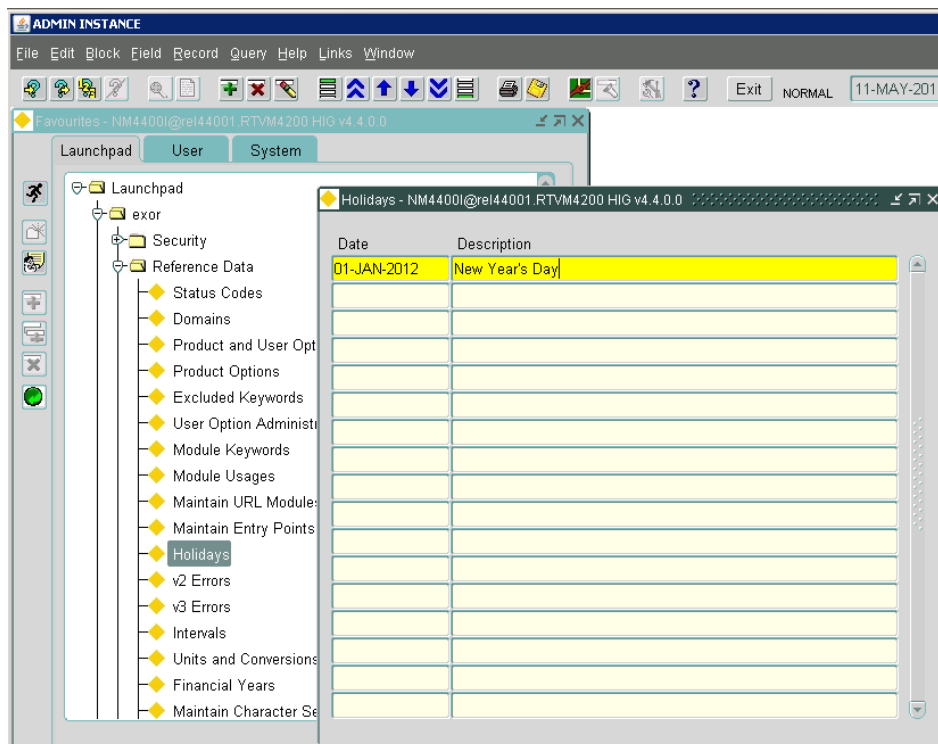 ADMIN INSTANCE
File Edit Block Field Record Query Help Links Window
Exit NORMAL 11-MAY-201
Favourites - NM4400I@rel44001.RTVM4200 HIG v4.4.0.0
Launchpad User System
Launchpad
exor
Security
Reference Data
Status Codes
Domains
Product and User Opt
Product Options
Excluded Keywords
User Option Administ
Module Keywords
Module Usages
Maintain URL Modules
Maintain Entry Points
Holidays
v2 Errors
v3 Errors
Intervals
Units and Conversions
Financial Years
Maintain Character Se
Holidays - NM4400I@rel44001.RTVM4200 HIG v4.4.0.0
Date Description
01-JAN-2012 New Year's Day